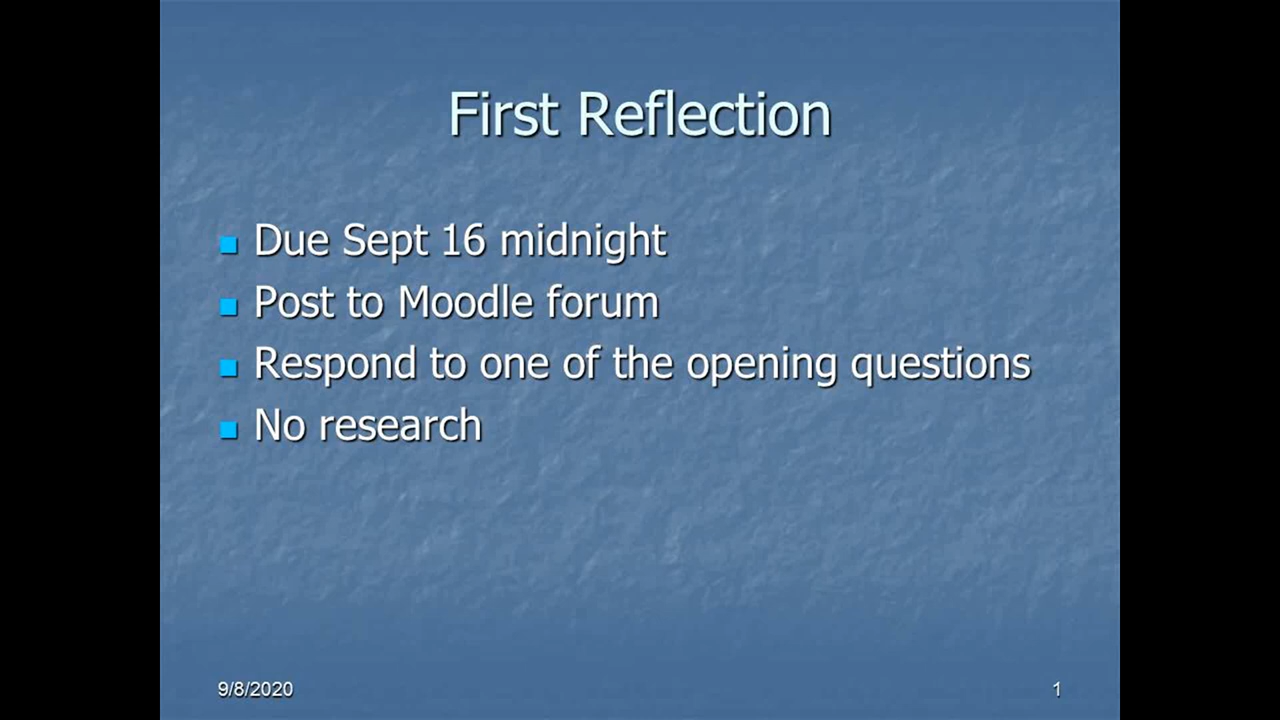 First Reflection
Due Sept 16 midnight
Post to Moodle forum
Respond to one of the opening questions
No research
9/8/2020
1